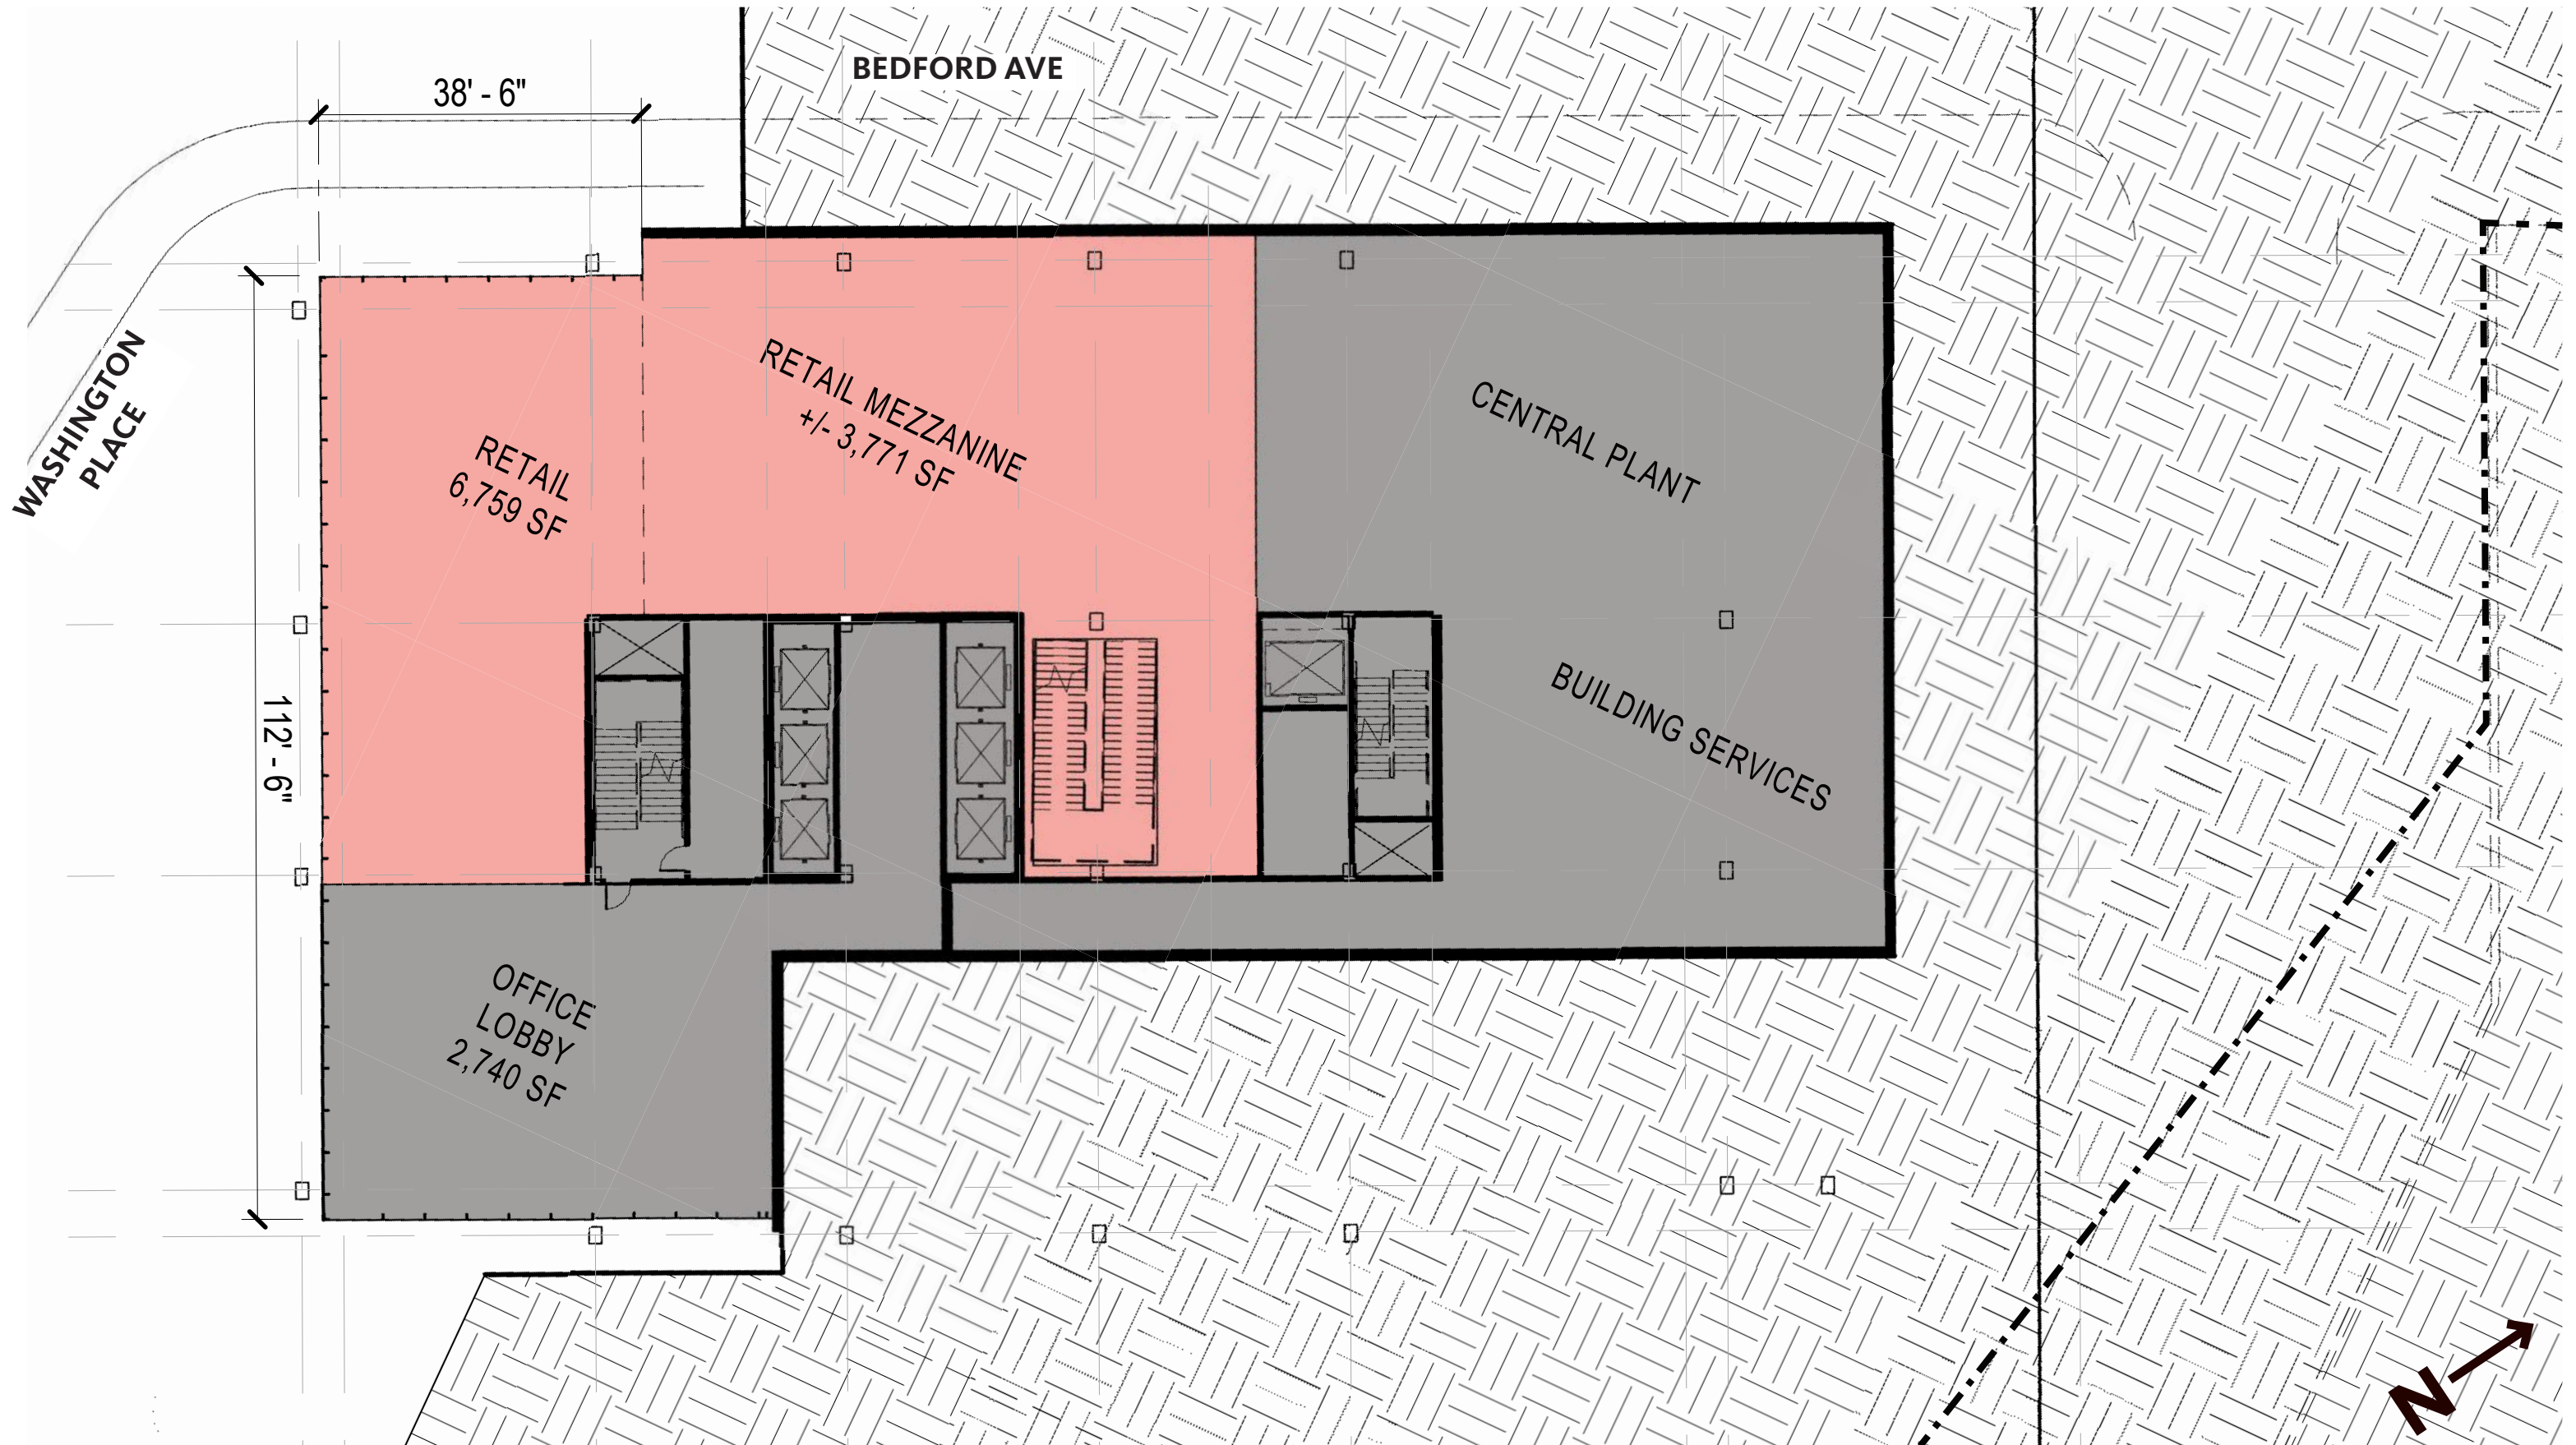 BEDFORD AVE
38' - 6"
WASHINGTON
PLACE
RETAIL
6,759 SF
RETAIL MEZZANINE
+/- 3,771 SF
CENTRAL PLANT
BUILDING SERVICES
112' - 6"
OFFICE
LOBBY
2,740 SF
N